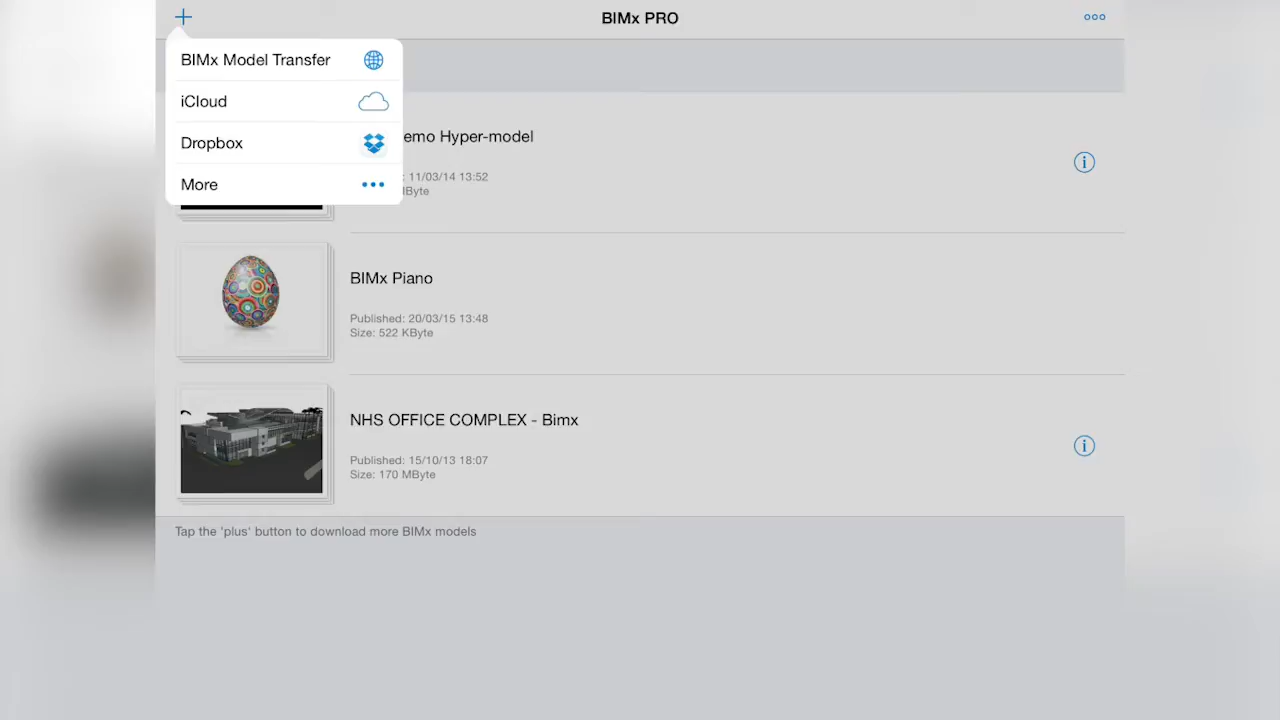 BIMx PRO
BIMx Model Transfer
iCloud
Dropbox
More
emo Hyper-model
: 11/03/14 13:52
Byte
BIMx Piano
Published: 20/03/15 13:48
Size: 522 KByte
NHS OFFICE COMPLEX - Bimx
Published: 15/10/13 18:07
Size: 170 MByte
Tap the 'plus' button to download more BIMx models